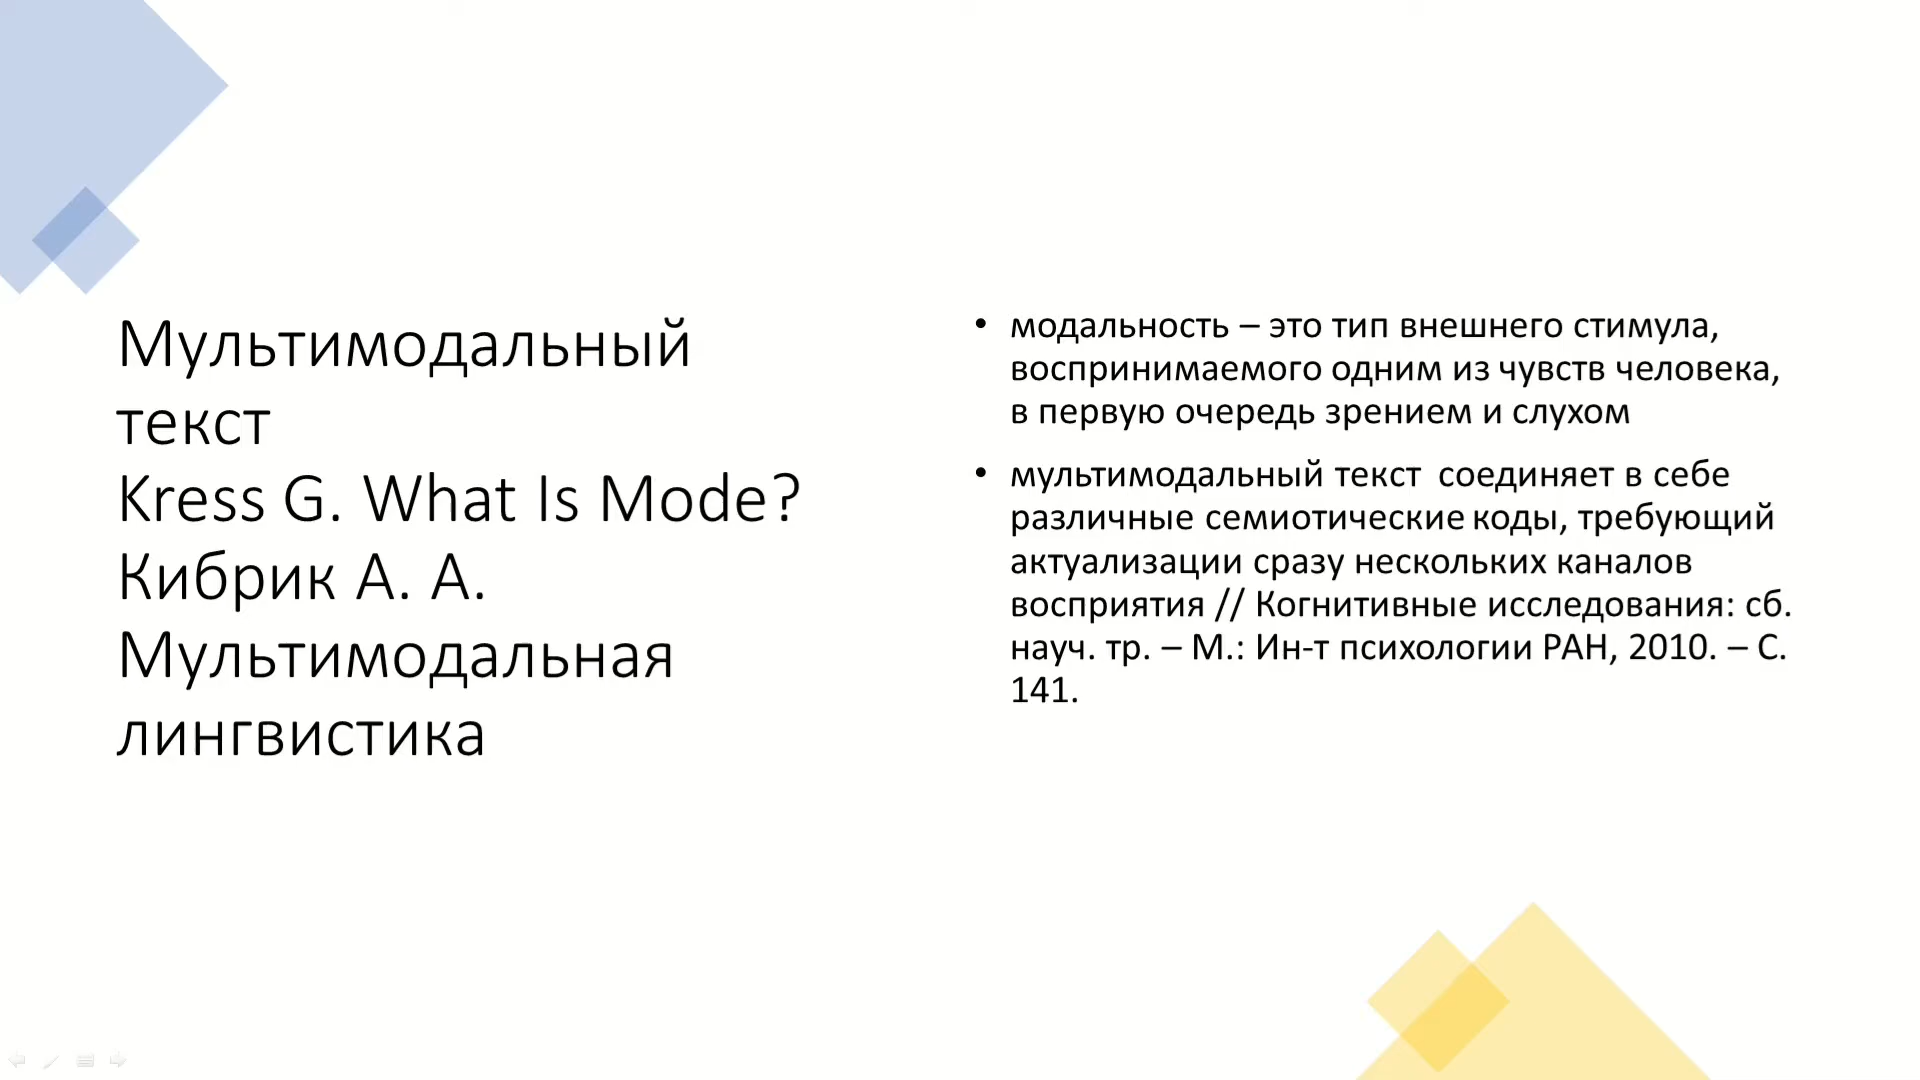 Мультимодальный
текст
Kress G. What Is Mode?
Кибрик А. А.
Мультимодальная
лингвистика
• модальность – это тип внешнего стимула,
воспринимаемого одним из чувств человека,
в первую очередь зрением и слухом
• мультимодальный текст соединяет в себе
различные семиотические коды, требующий
актуализации сразу нескольких каналов
восприятия // Когнитивные исследования: сб.
науч. тр. – М.: Ин-т психологии РАН, 2010. – С.
141.